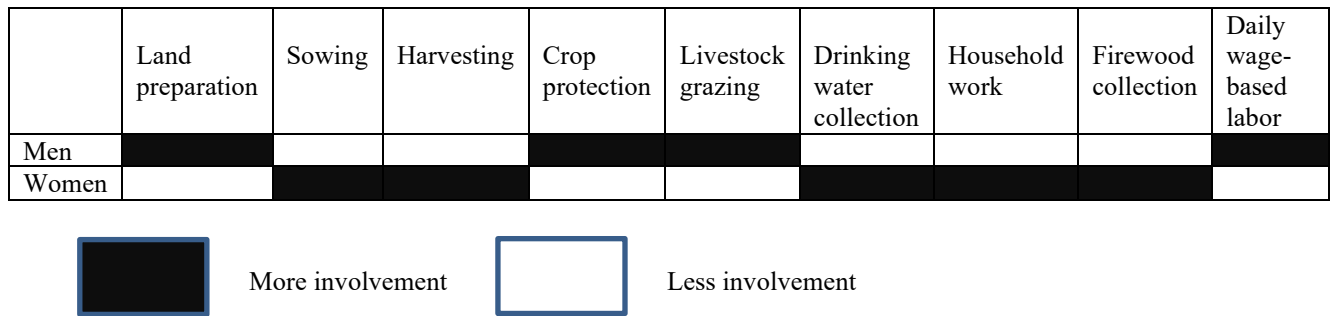 Land preparation
Sowing
Harvesting
Crop protection
Livestock grazing
Drinking water collection
Household work
Firewood collection
Daily wage-based labor
Men
Women
More involvement
Less involvement